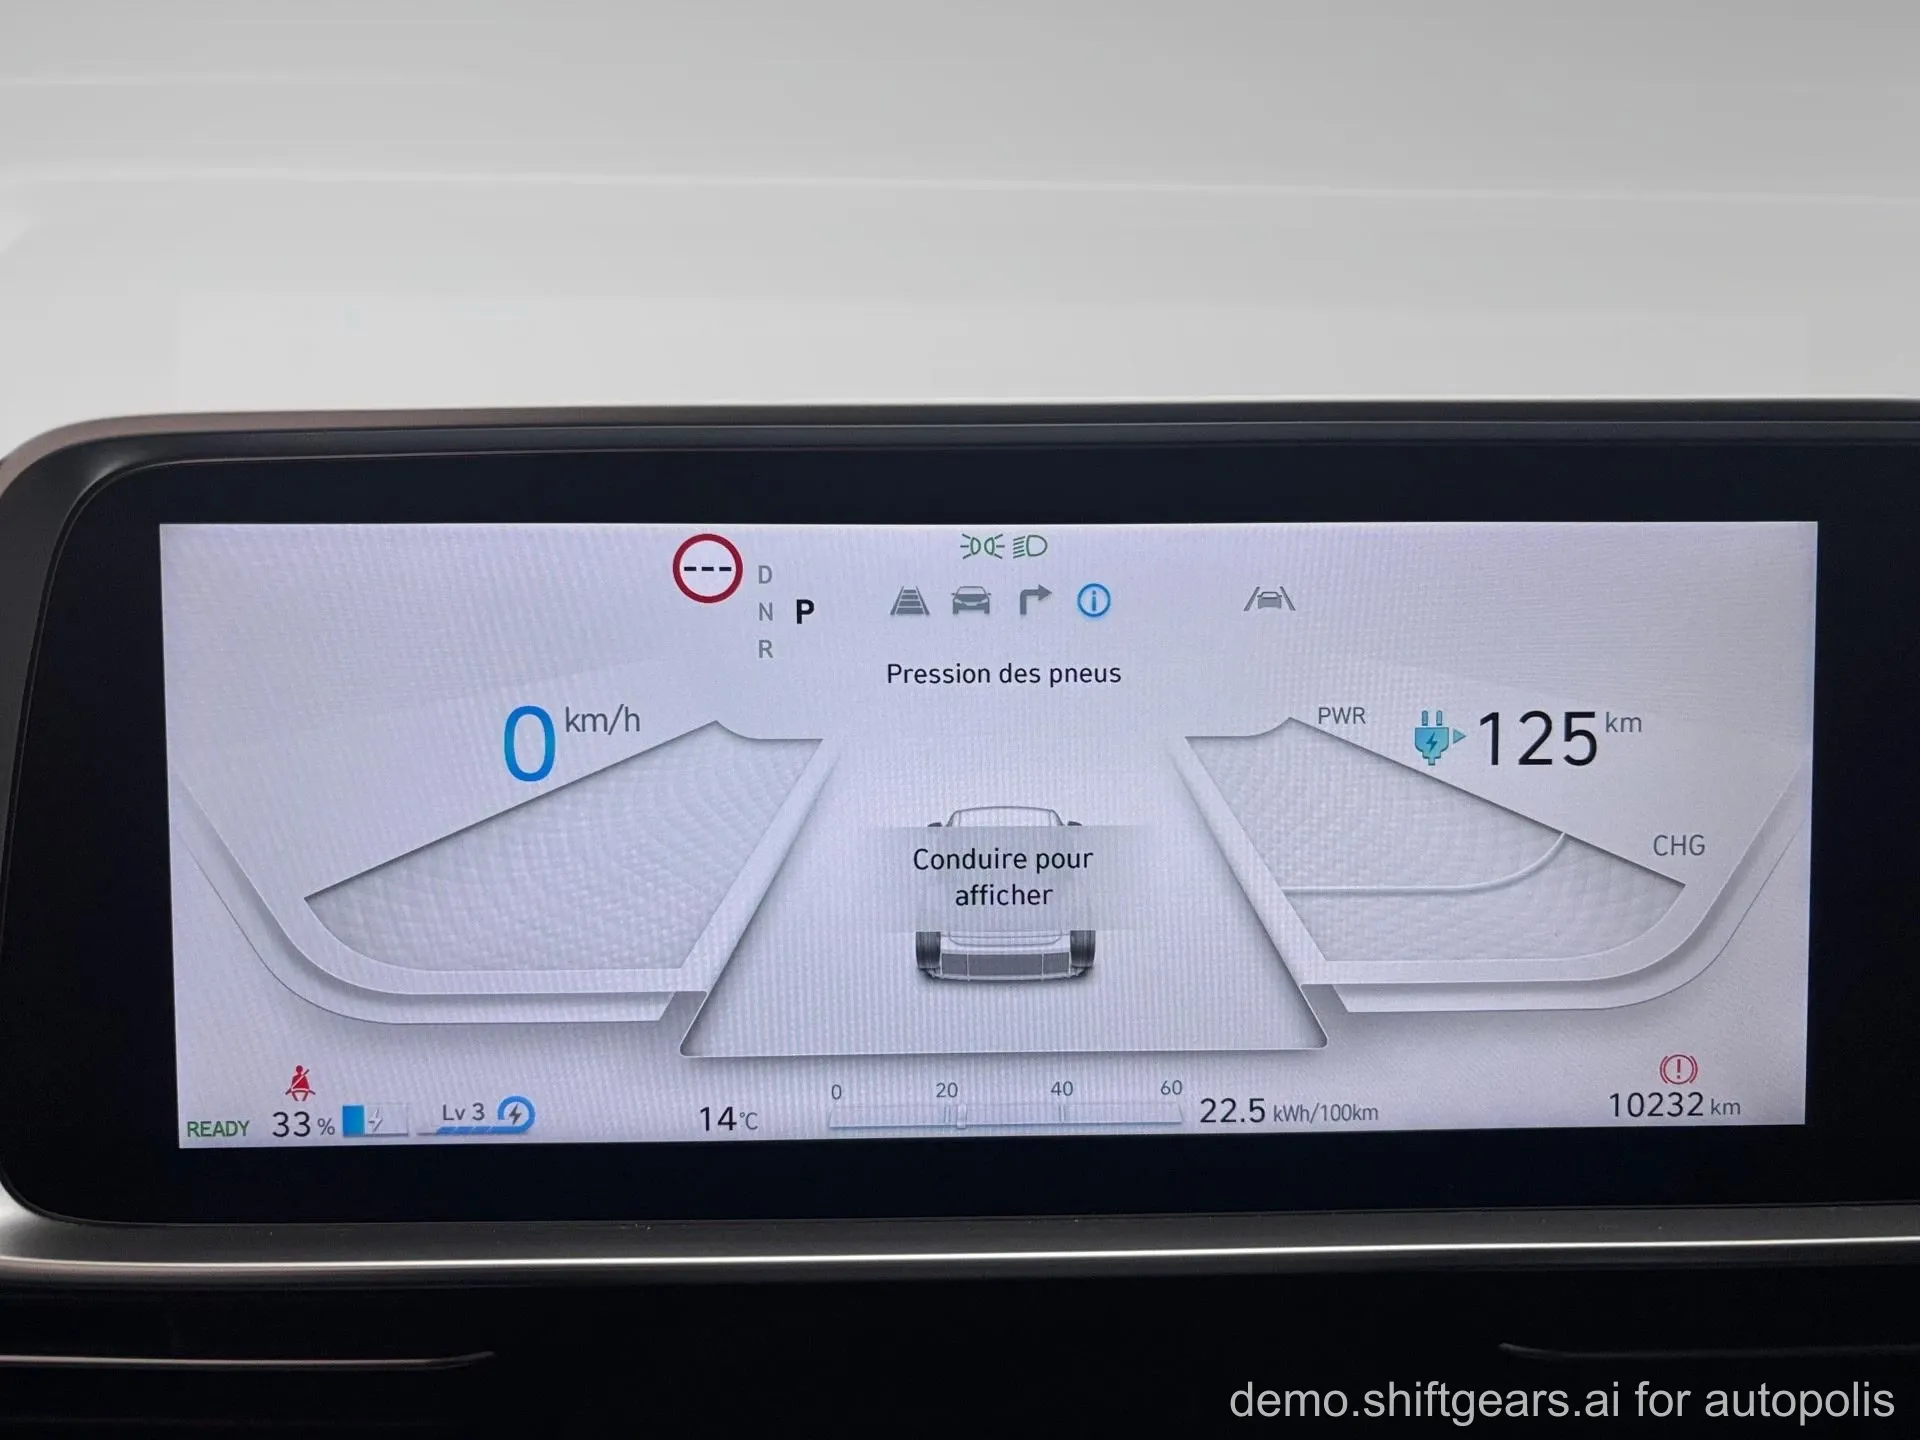 ---
D
N P
R
Pression des pneus
0 km/h
PWR
125 km
CHG
Conduire pour
afficher
READY 33 % Lv 3 14°C
0 20 40 60
22.5 kWh/100km
10232 km
demo.shiftgears.ai for autopolis